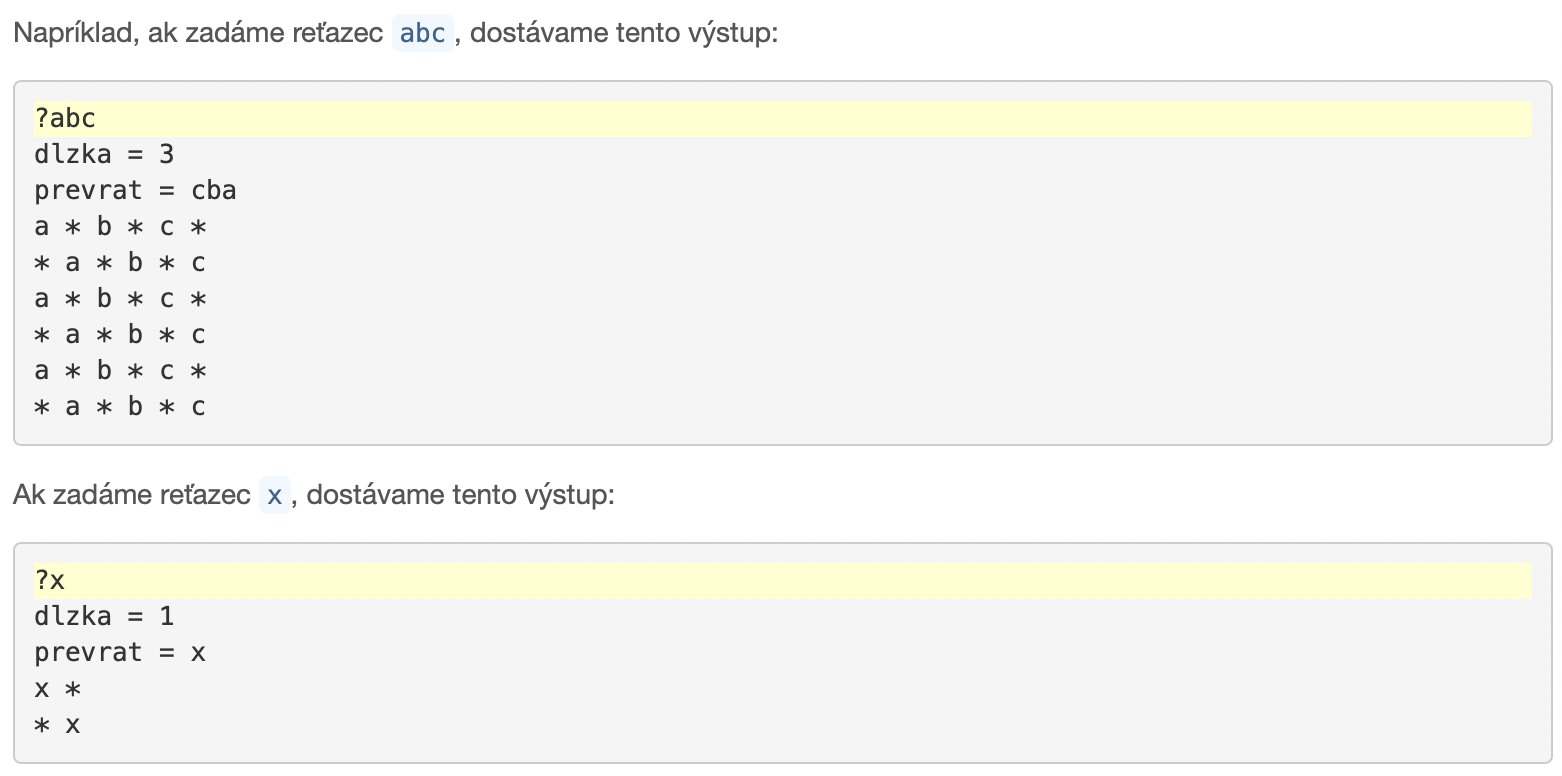 Napríklad, ak zadáme reťazec abc, dostávame tento výstup:
?abc
dlzka = 3
prevrat = cba
a * b * c *
* a * b * c
a * b * c *
* a * b * c
a * b * c *
* a * b * c
Ak zadáme reťazec x, dostávame tento výstup:
?x
dlzka = 1
prevrat = x
x *
* x